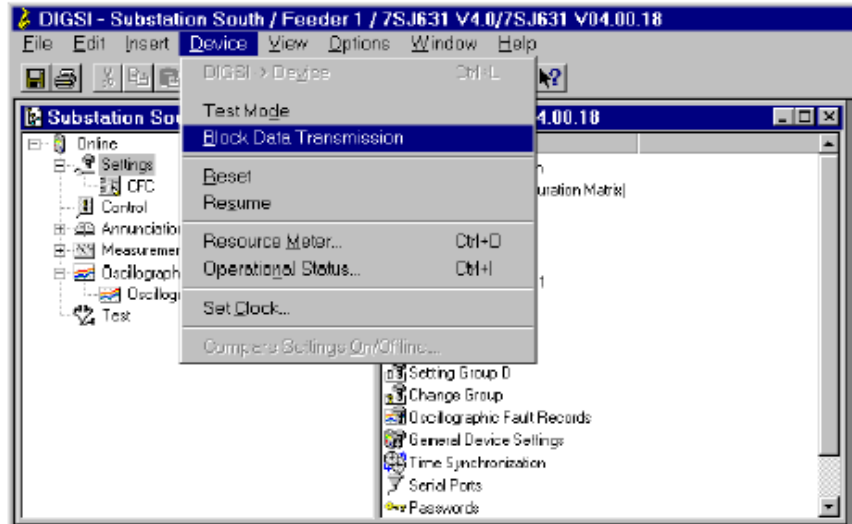 DIGSI - Substation South / Feeder 1 / 7SJ631 V4.0/7SJ631 V04.00.18
File Edit Insert Device View Options Window Help
DIGSI -> Device Ctrl+L
Test Mode
Block Data Transmission
Reset
Resume
Resource Meter... Ctrl+D
Operational Status... Ctrl+I
Set Clock...
Compare Settings On/Offline...
Substation Sou
4.00.18
Online
Settings
CFC
Control
Annunciation
Measuremen
Oscillograph
Oscillogr
Test
n
uration Matrix)
1
Setting Group D
Change Group
Oscillographic Fault Records
General Device Settings
Time Synchronization
Serial Ports
Passwords